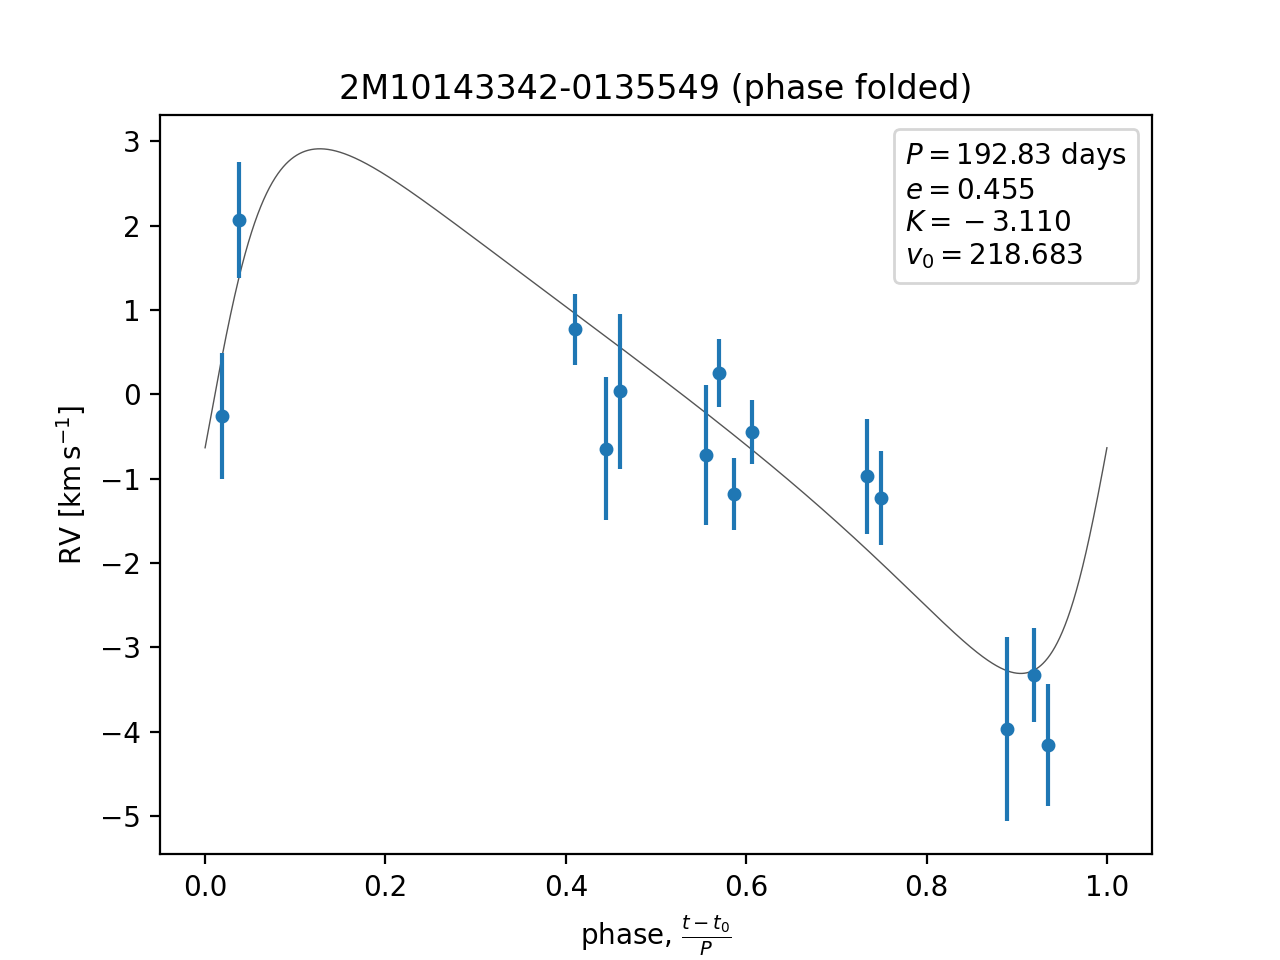 2M10143342-0135549 (phase folded)
P = 192.83 days
e = 0.455
K = −3.110
v₀ = 218.683
3
2
1
0
−1
−2
−3
−4
−5
RV [km s⁻¹]
0.0 0.2 0.4 0.6 0.8 1.0
phase, (t − t₀)/P